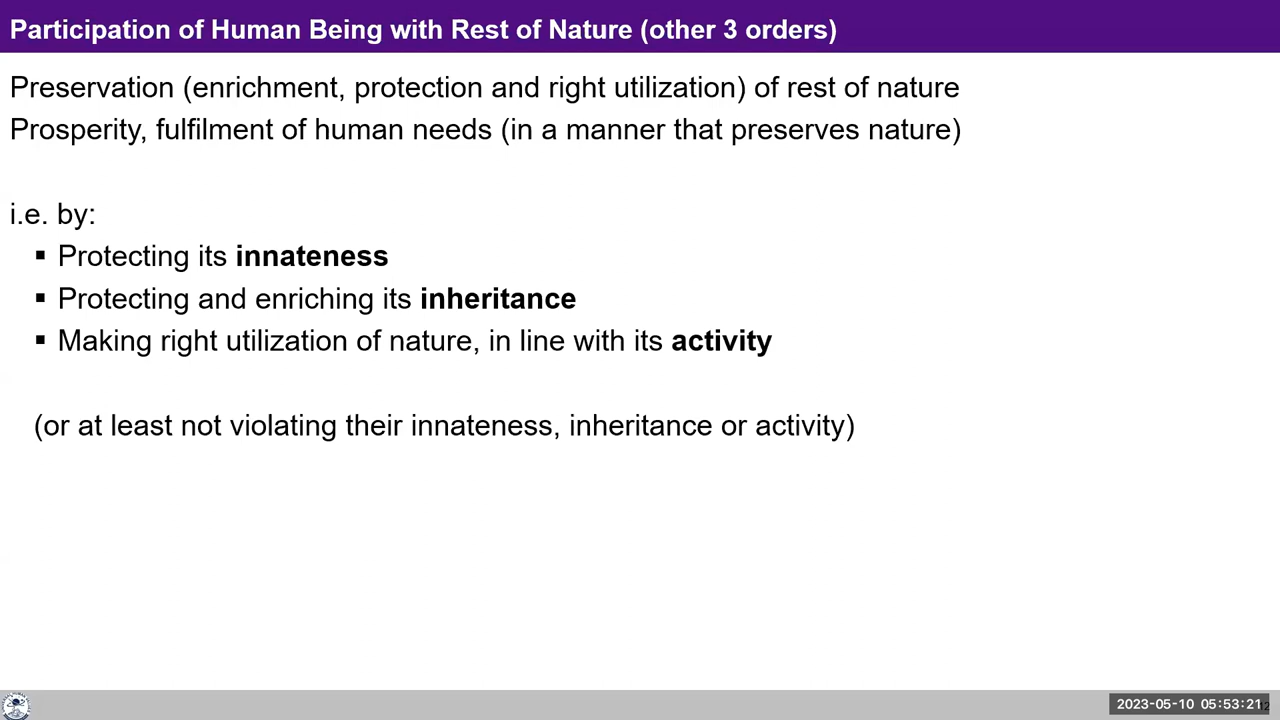 Participation of Human Being with Rest of Nature (other 3 orders)
Preservation (enrichment, protection and right utilization) of rest of nature
Prosperity, fulfilment of human needs (in a manner that preserves nature)
i.e. by:
▪ Protecting its innateness
▪ Protecting and enriching its inheritance
▪ Making right utilization of nature, in line with its activity
(or at least not violating their innateness, inheritance or activity)
2023-05-10 05:53:21